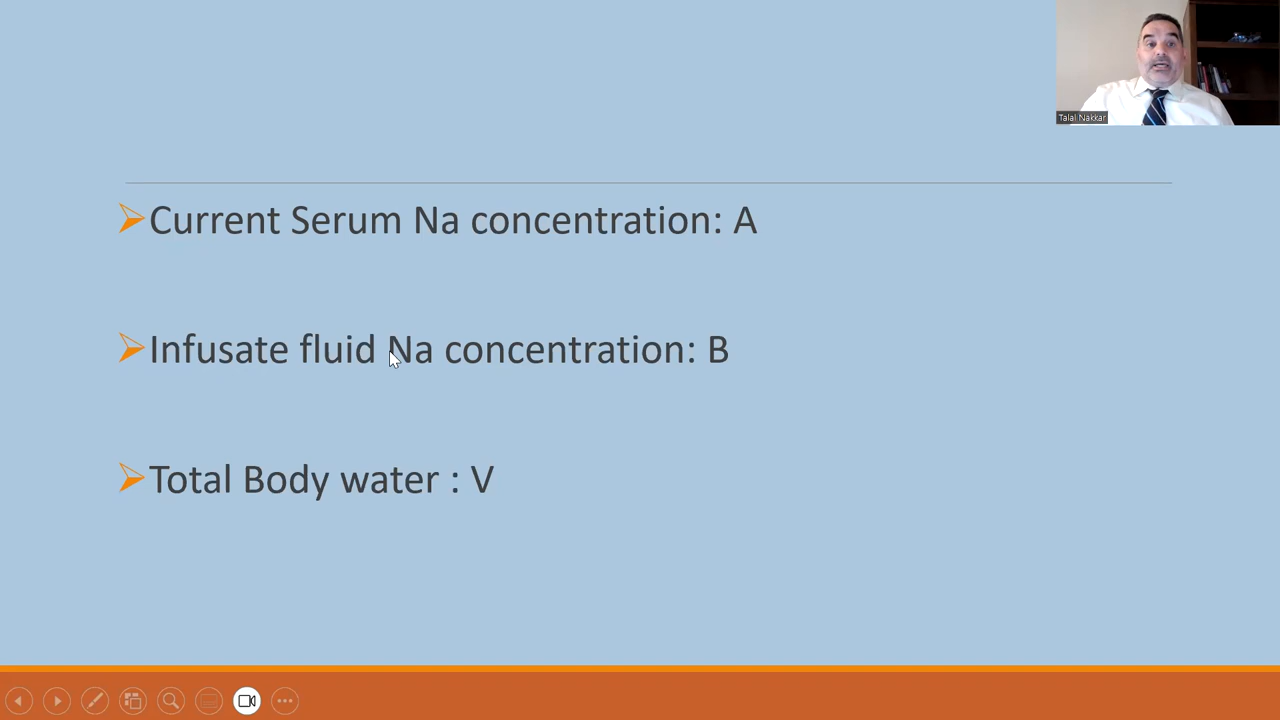 Talal Nakkar
Current Serum Na concentration: A
Infusate fluid Na concentration: B
Total Body water : V